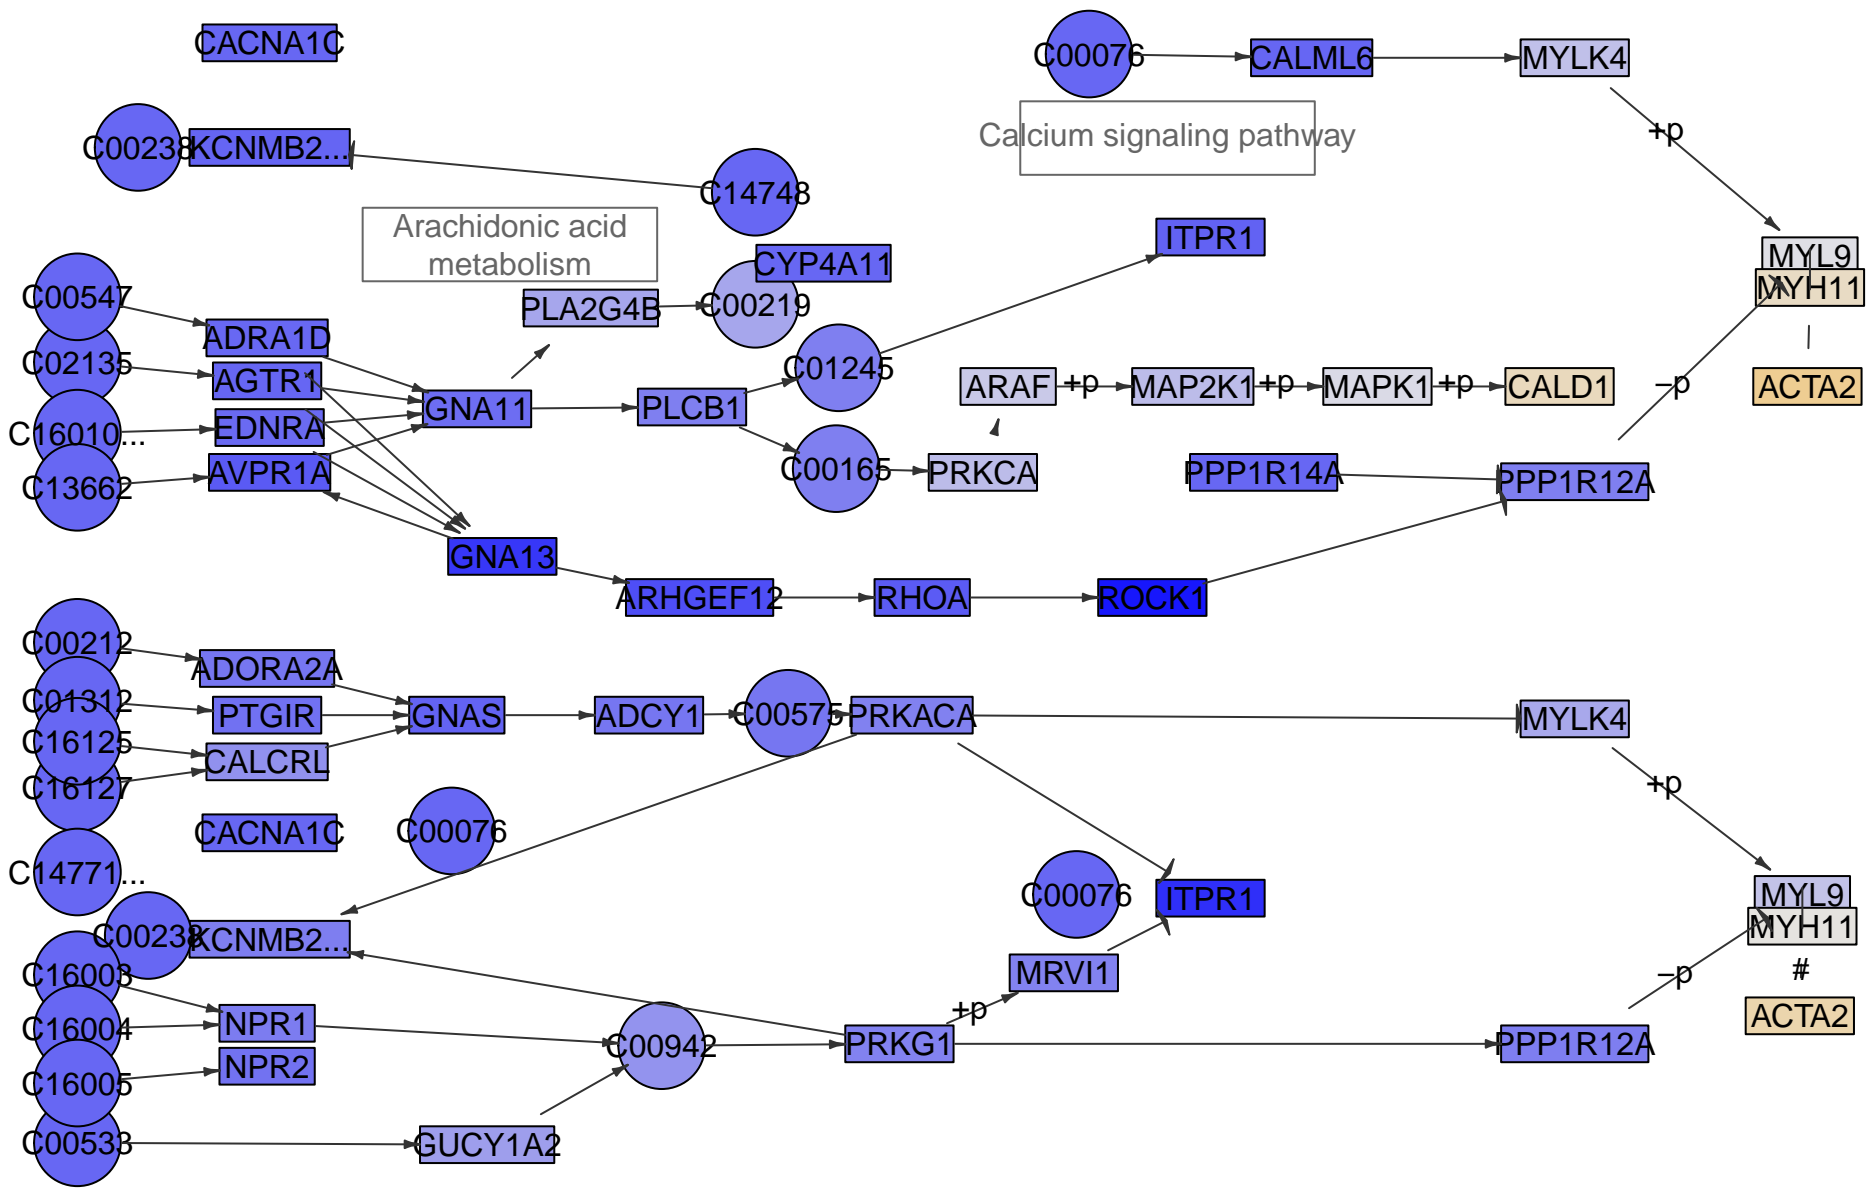 CACNA1C
C00076
CALML6
MYLK4
+p
Calcium signaling pathway
C00238
KCNMB2...
C14748
Arachidonic acid
metabolism
ITPR1
MYL9
MYH11
CYP4A11
C00547
PLA2G4B
C00219
ADRA1D
C02135
AGTR1
C01245
ARAF
+p
MAP2K1
+p
MAPK1
+p
CALD1
–p
ACTA2
GNA11
PLCB1
C16010...
EDNRA
C13662
AVPR1A
C00165
PRKCA
PPP1R14A
PPP1R12A
GNA13
ARHGEF12
RHOA
ROCK1
C00212
ADORA2A
C01312
PTGIR
GNAS
ADCY1
C00575
PRKACA
MYLK4
C16125
CALCRL
C16127
+p
CACNA1C
C00076
C14771...
C00076
ITPR1
MYL9
MYH11
C00238
KCNMB2...
C16003
MRVI1
–p
#
+p
ACTA2
C16004
NPR1
C00942
PRKG1
PPP1R12A
C16005
NPR2
C00533
GUCY1A2